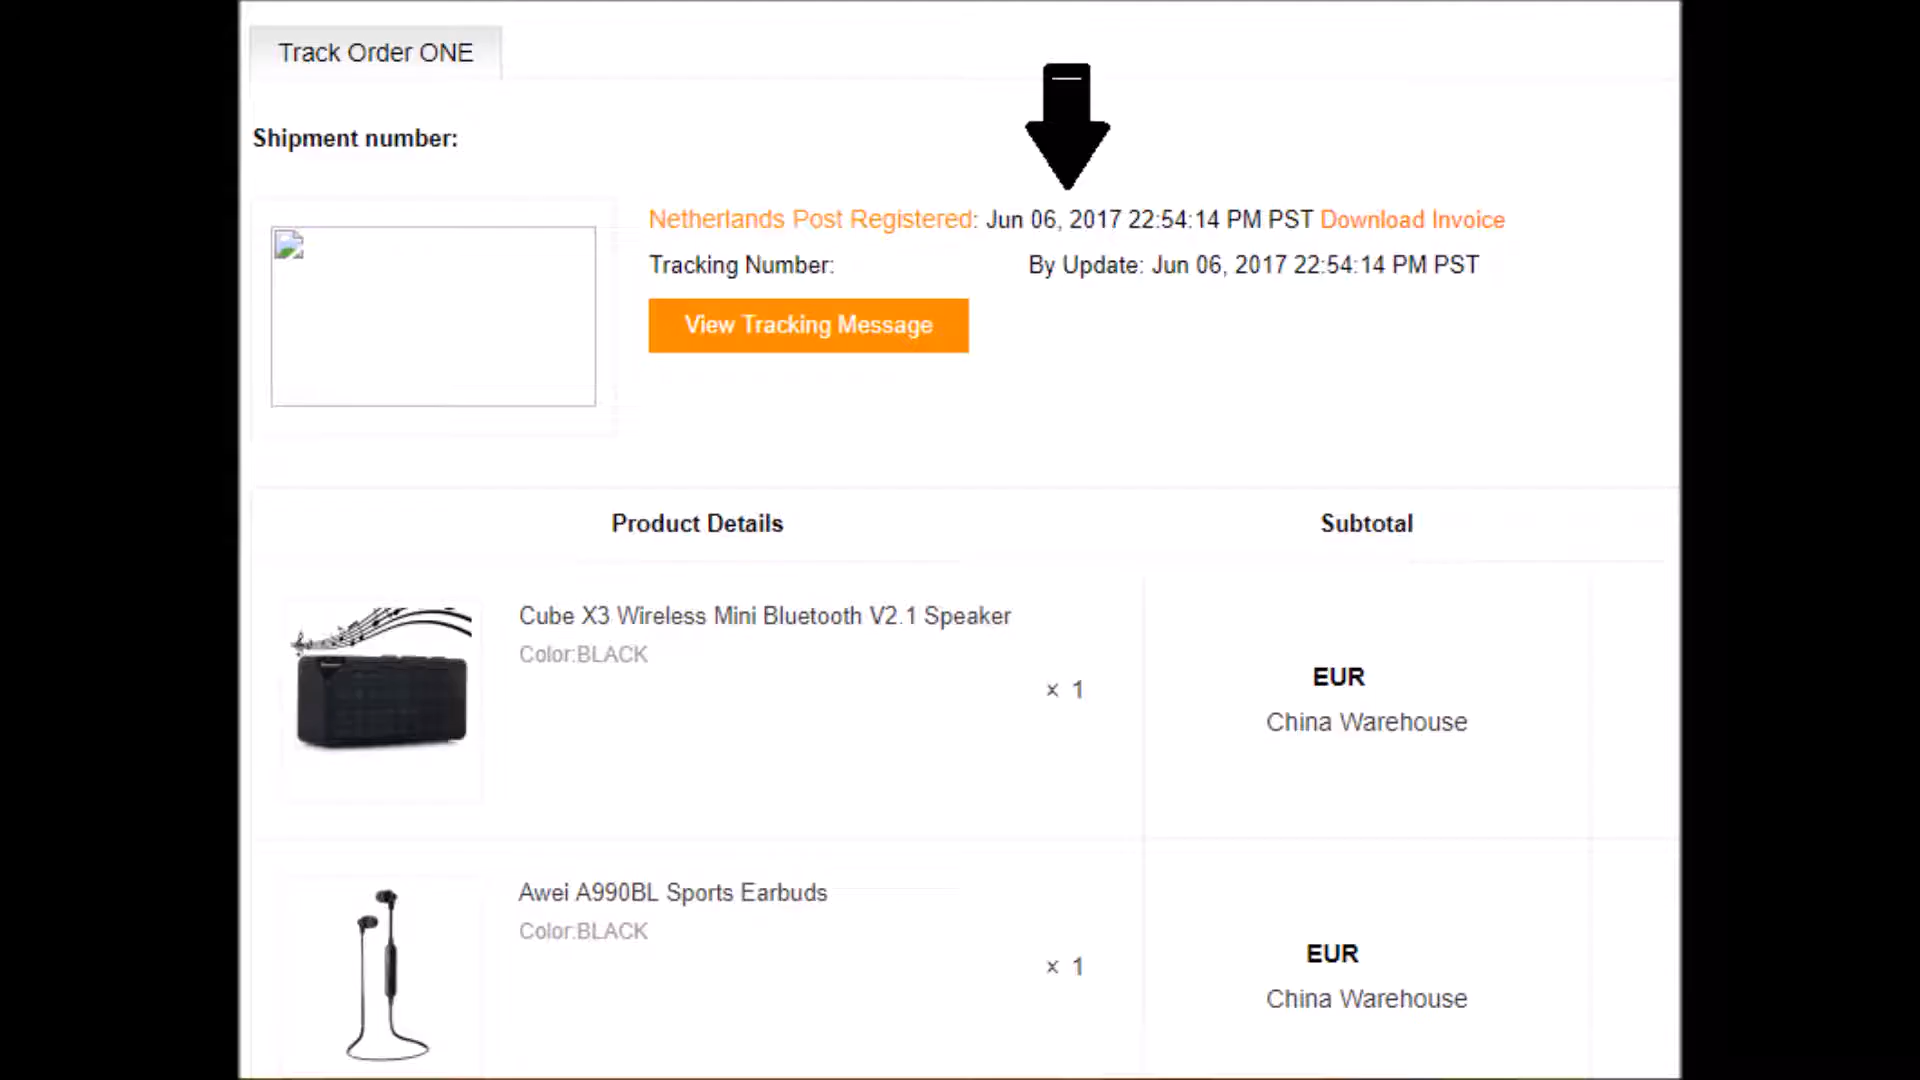 Track Order ONE
Shipment number:
Netherlands Post Registered: Jun 06, 2017 22:54:14 PM PST Download Invoice
Tracking Number: By Update: Jun 06, 2017 22:54:14 PM PST
View Tracking Message
Product Details Subtotal
Cube X3 Wireless Mini Bluetooth V2.1 Speaker
Color:BLACK
× 1
EUR
China Warehouse
Awei A990BL Sports Earbuds
Color:BLACK
× 1
EUR
China Warehouse